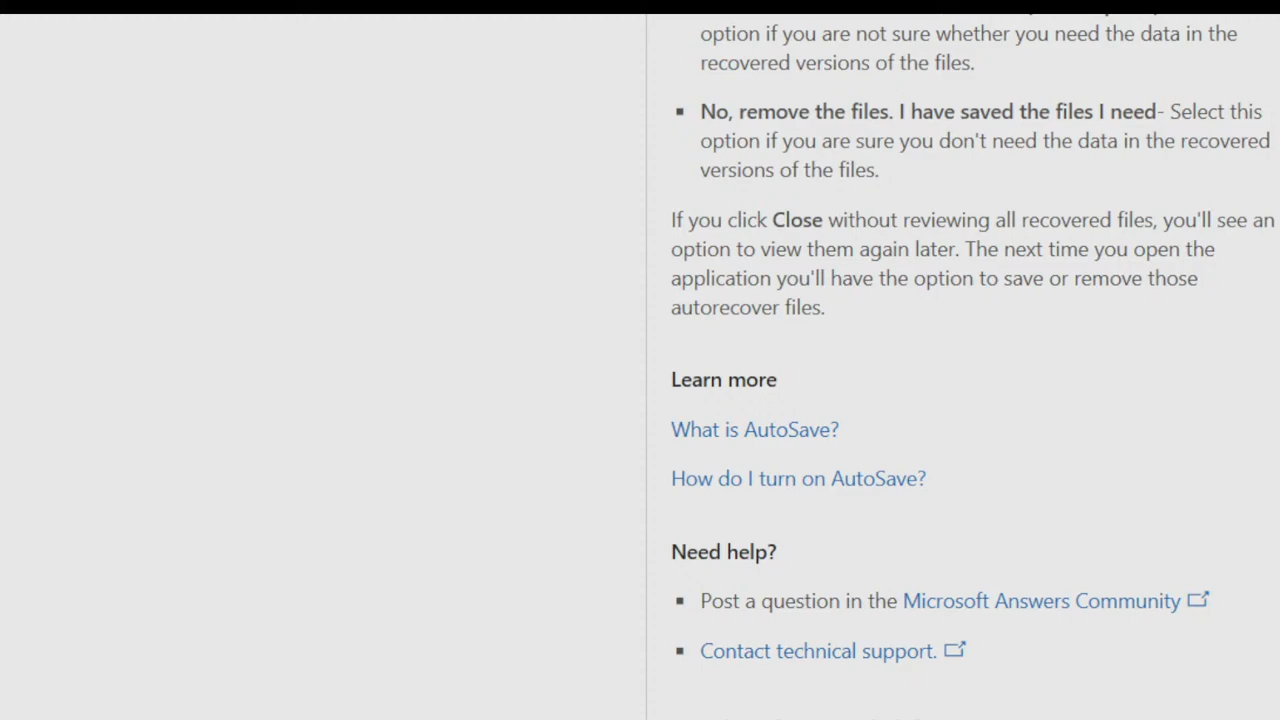 option if you are not sure whether you need the data in the
recovered versions of the files.
▪ No, remove the files. I have saved the files I need- Select this
option if you are sure you don't need the data in the recovered
versions of the files.
If you click Close without reviewing all recovered files, you'll see an
option to view them again later. The next time you open the
application you'll have the option to save or remove those
autorecover files.
Learn more
What is AutoSave?
How do I turn on AutoSave?
Need help?
▪ Post a question in the Microsoft Answers Community
▪ Contact technical support.